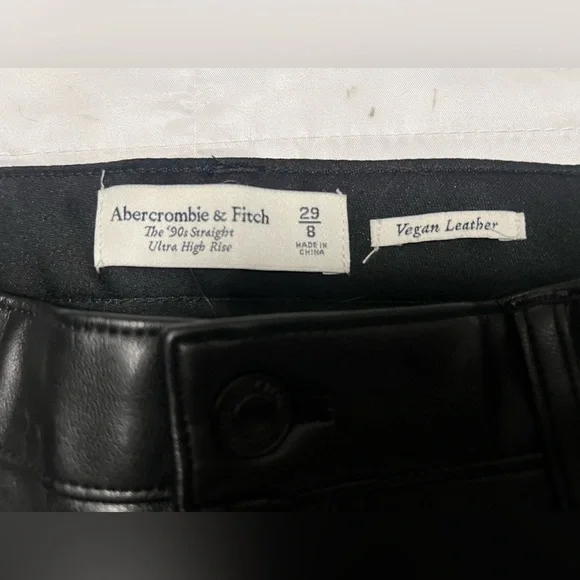 Abercrombie & Fitch
The '90s Straight
Ultra High Rise
29
8
MADE IN
CHINA
Vegan Leather